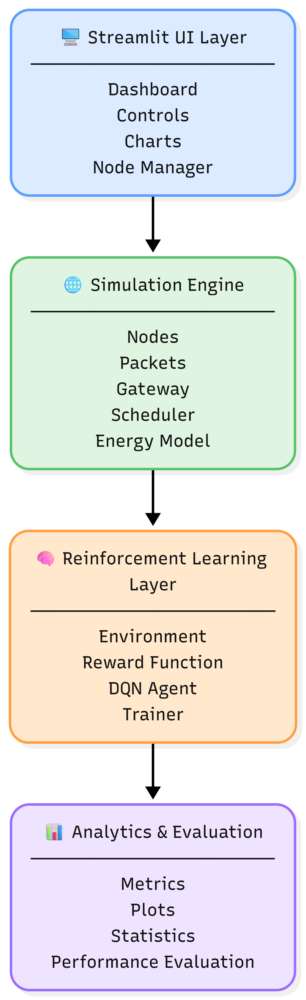 Streamlit UI Layer
Dashboard
Controls
Charts
Node Manager
Simulation Engine
Nodes
Packets
Gateway
Scheduler
Energy Model
Reinforcement Learning
Layer
Environment
Reward Function
DQN Agent
Trainer
Analytics & Evaluation
Metrics
Plots
Statistics
Performance Evaluation